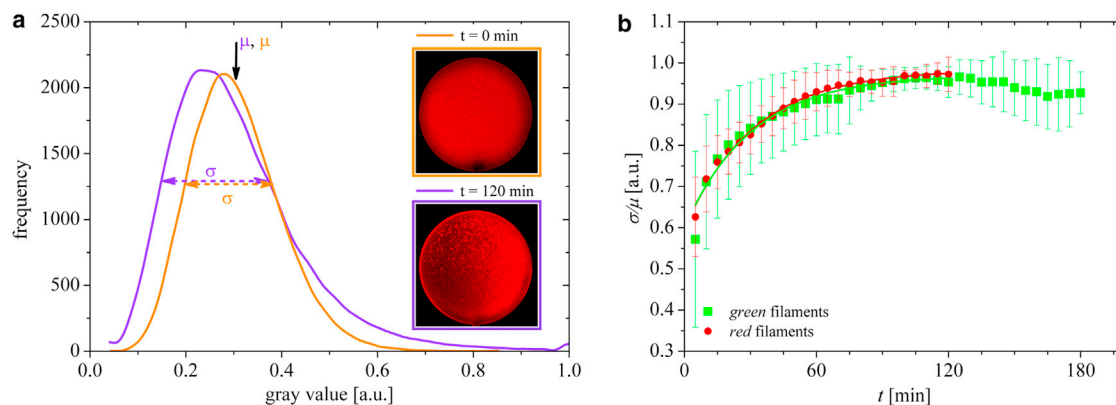 a
2500
2000
1500
1000
500
0
frequency
0.0 0.2 0.4 0.6 0.8 1.0
gray value [a.u.]
μ, μ
σ
σ
t = 0 min
t = 120 min
b
1.1
1.0
0.9
0.8
0.7
0.6
0.5
0.4
0.3
σ/μ [a.u.]
0 60 120 180
t [min]
green filaments
red filaments